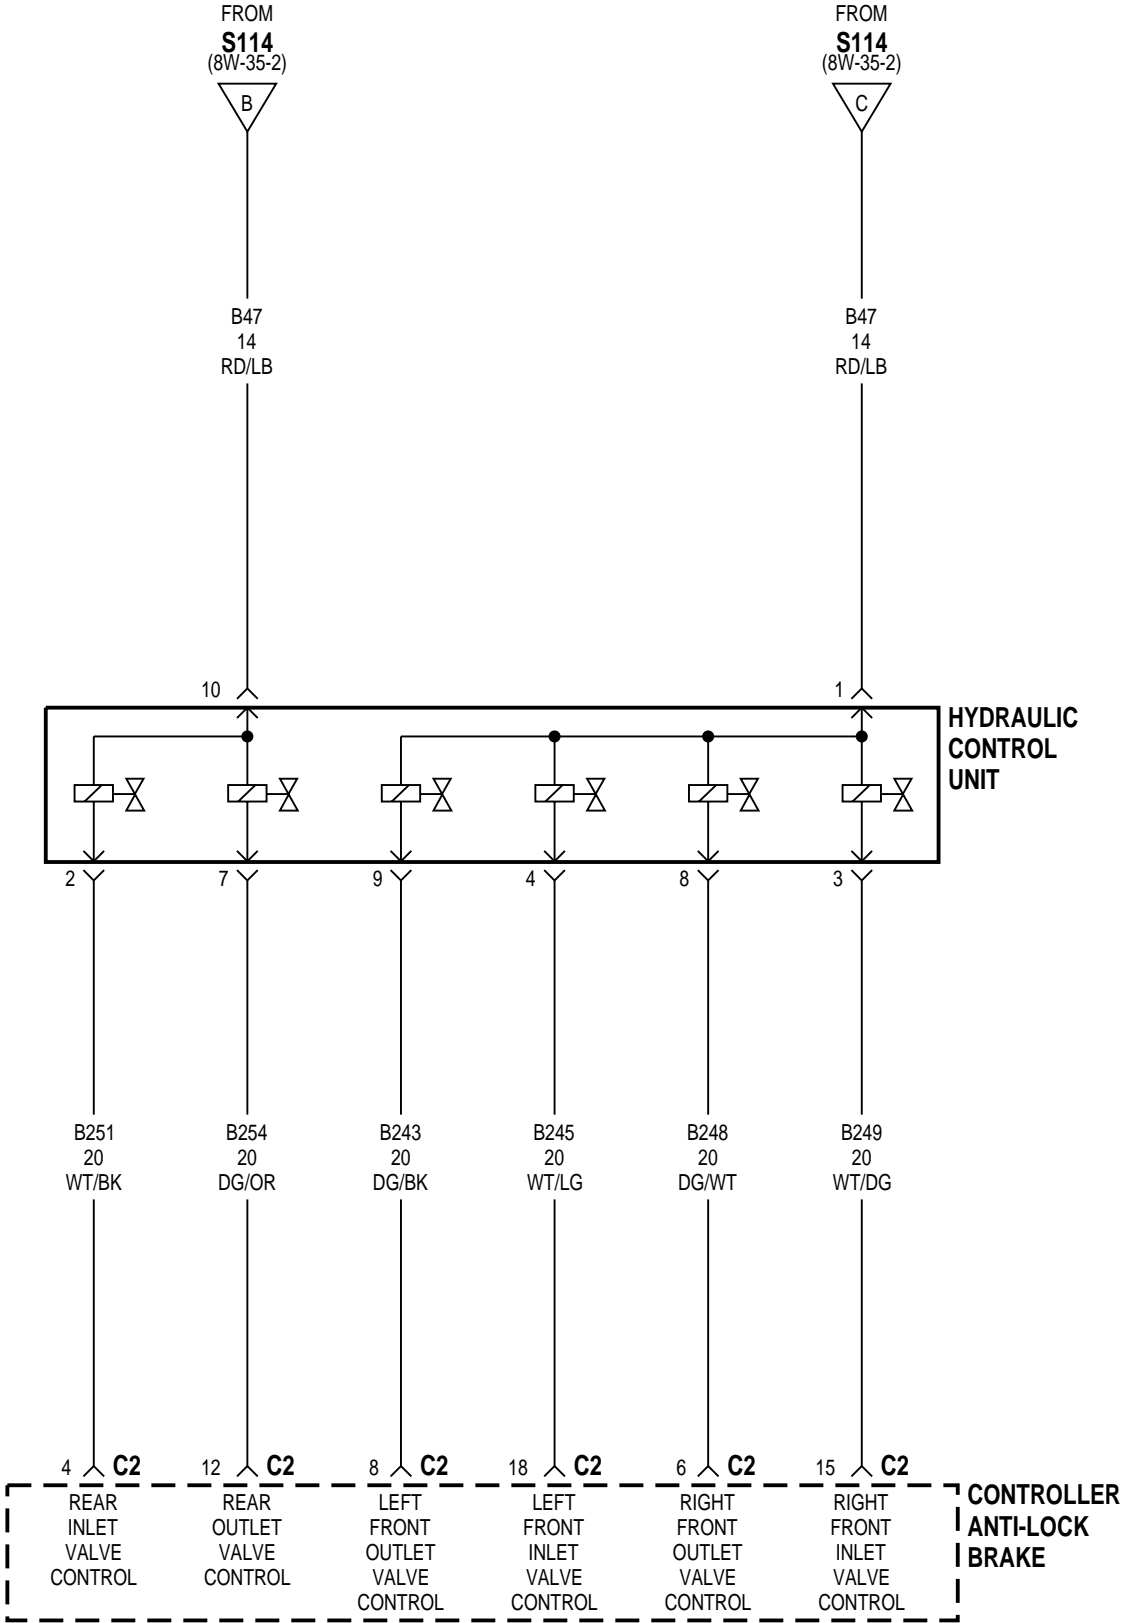 FROM
S114
(8W-35-2)
B
FROM
S114
(8W-35-2)
C
B47
14
RD/LB
B47
14
RD/LB
10
1
HYDRAULIC
CONTROL
UNIT
2
7
9
4
8
3
B251
20
WT/BK
B254
20
DG/OR
B243
20
DG/BK
B245
20
WT/LG
B248
20
DG/WT
B249
20
WT/DG
4 C2
12 C2
8 C2
18 C2
6 C2
15 C2
REAR
INLET
VALVE
CONTROL
REAR
OUTLET
VALVE
CONTROL
LEFT
FRONT
OUTLET
VALVE
CONTROL
LEFT
FRONT
INLET
VALVE
CONTROL
RIGHT
FRONT
OUTLET
VALVE
CONTROL
RIGHT
FRONT
INLET
VALVE
CONTROL
CONTROLLER
ANTI-LOCK
BRAKE